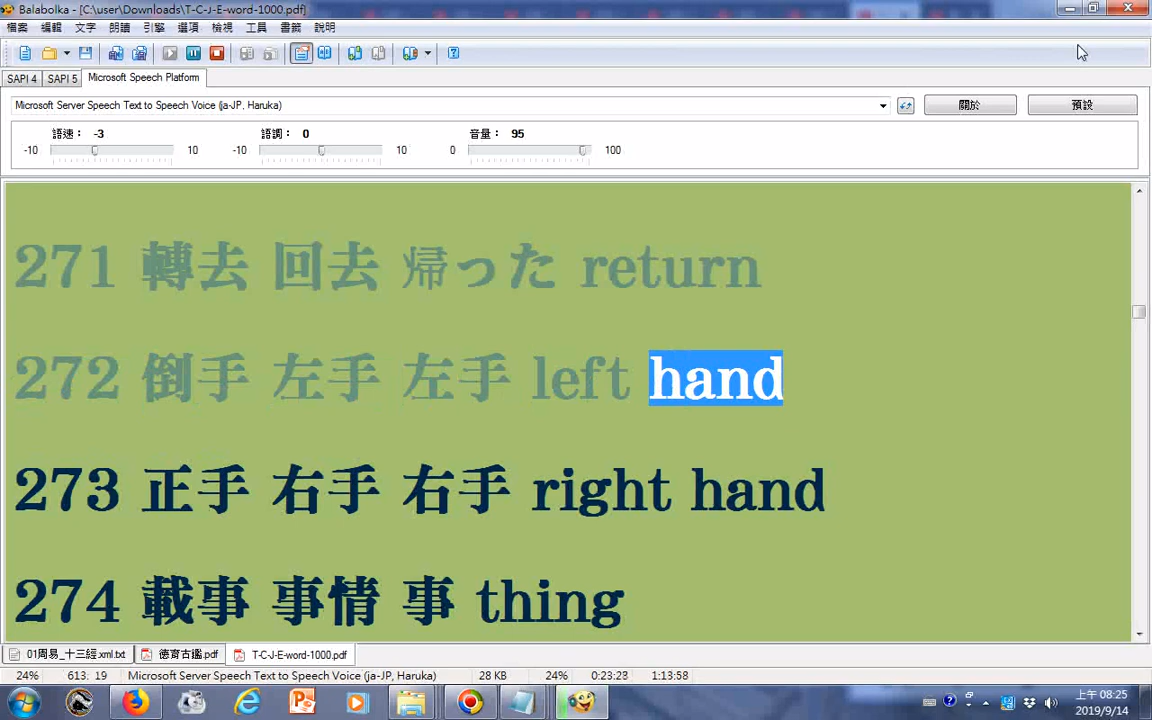 Balabolka - [C:\user\Downloads\T-C-J-E-word-1000.pdf]
檔案 編輯 文字 朗讀 引擎 選項 檢視 工具 書籤 說明
SAPI 4 SAPI 5 Microsoft Speech Platform
Microsoft Server Speech Text to Speech Voice (ja-JP, Haruka) 關於 預設
語速： -3 語調： 0 音量： 95
-10 10 -10 10 0 100
271 轉去 回去 帰った return
272 倒手 左手 左手 left hand
273 正手 右手 右手 right hand
274 載事 事情 事 thing
01周易_十三經.xml.txt 德育古鑑.pdf T-C-J-E-word-1000.pdf
24% 613: 19 Microsoft Server Speech Text to Speech Voice (ja-JP, Haruka) 28 KB 24% 0:23:23 1:13:58
上午 08:25
2019/9/14